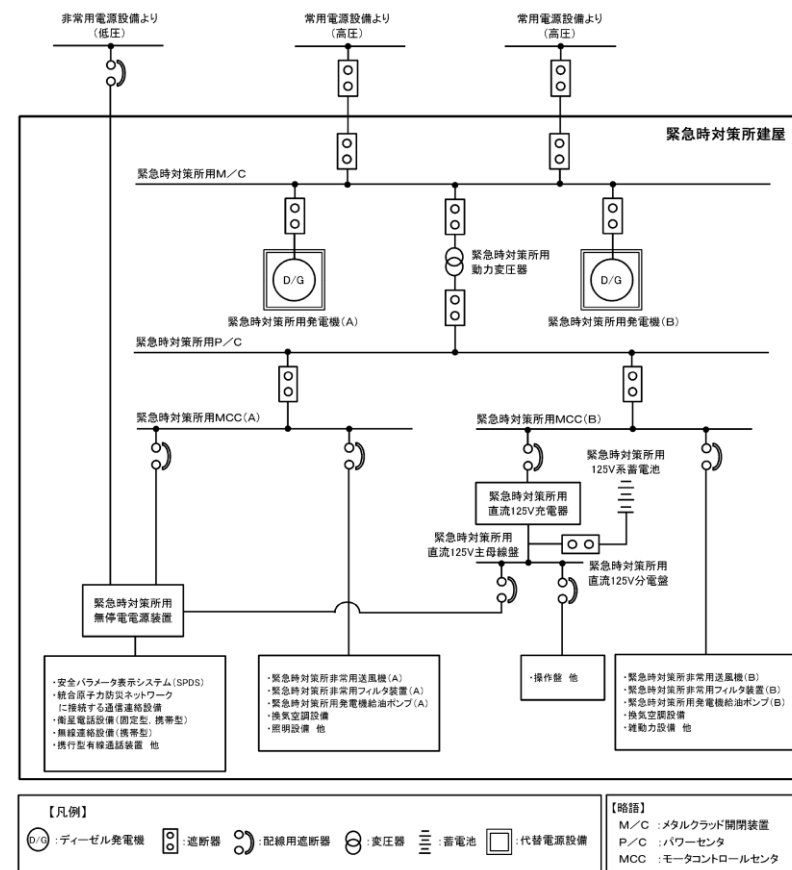 非常用電源設備より
(低圧)
常用電源設備より
(高圧)
常用電源設備より
(高圧)
緊急時対策所建屋
緊急時対策所用M/C
D/G
緊急時対策所用発電機(A)
緊急時対策所用
動力変圧器
D/G
緊急時対策所用発電機(B)
緊急時対策所用P/C
緊急時対策所用MCC(A)
緊急時対策所用MCC(B)
緊急時対策所用
125V系蓄電池
緊急時対策所用
直流125V充電器
緊急時対策所用
直流125V主母線盤
緊急時対策所用
直流125V分電盤
緊急時対策所用
無停電電源装置
・安全パラメータ表示システム(SPDS)
・統合原子力防災ネットワーク
に接続する通信連絡設備
・衛星電話設備(固定型、携帯型)
・無線連絡設備(携帯型)
・携行型有線通話装置 他
・緊急時対策所非常用送風機(A)
・緊急時対策所非常用フィルタ装置(A)
・緊急時対策所用発電機給油ポンプ(A)
・換気空調設備
・照明設備 他
・操作盤 他
・緊急時対策所非常用送風機(B)
・緊急時対策所非常用フィルタ装置(B)
・緊急時対策所用発電機給油ポンプ(B)
・換気空調設備
・雑動力設備 他
【凡例】
D/G :ディーゼル発電機 :遮断器 :配線用遮断器 :変圧器 :蓄電池 :代替電源設備
【略語】
M/C :メタルクラッド開閉装置
P/C :パワーセンタ
MCC :モータコントロールセンタ